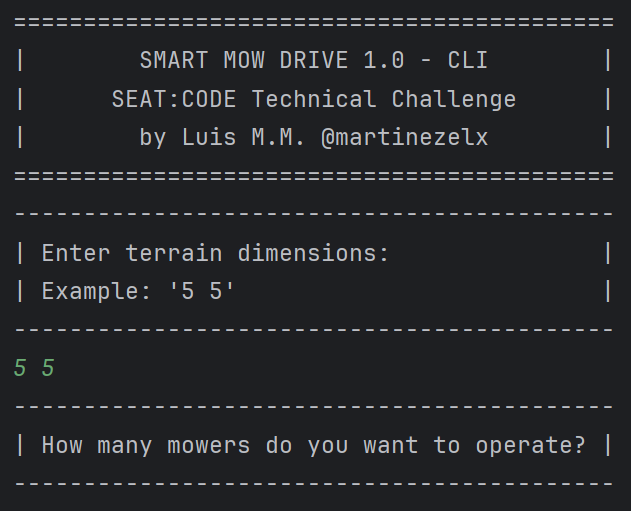 ===========================================
|        SMART MOW DRIVE 1.0 - CLI        |
|      SEAT:CODE Technical Challenge      |
|        by Luis M.M. @martinezelx        |
===========================================
-------------------------------------------
| Enter terrain dimensions:               |
| Example: '5 5'                          |
-------------------------------------------
5 5
-------------------------------------------
| How many mowers do you want to operate? |
-------------------------------------------